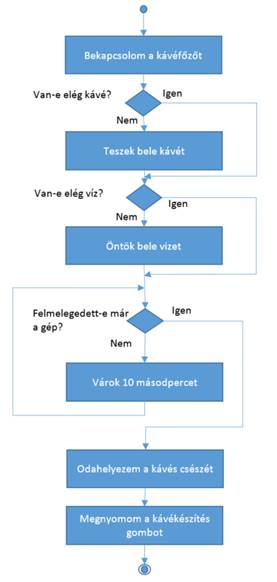 Bekapcsolom a kávéfőzőt
Van-e elég kávé?
Igen
Nem
Teszek bele kávét
Van-e elég víz?
Igen
Nem
Öntök bele vizet
Felmelegedett-e már
a gép?
Igen
Nem
Várok 10 másodpercet
Odahelyezem a kávés csészét
Megnyomom a kávékészítés
gombot